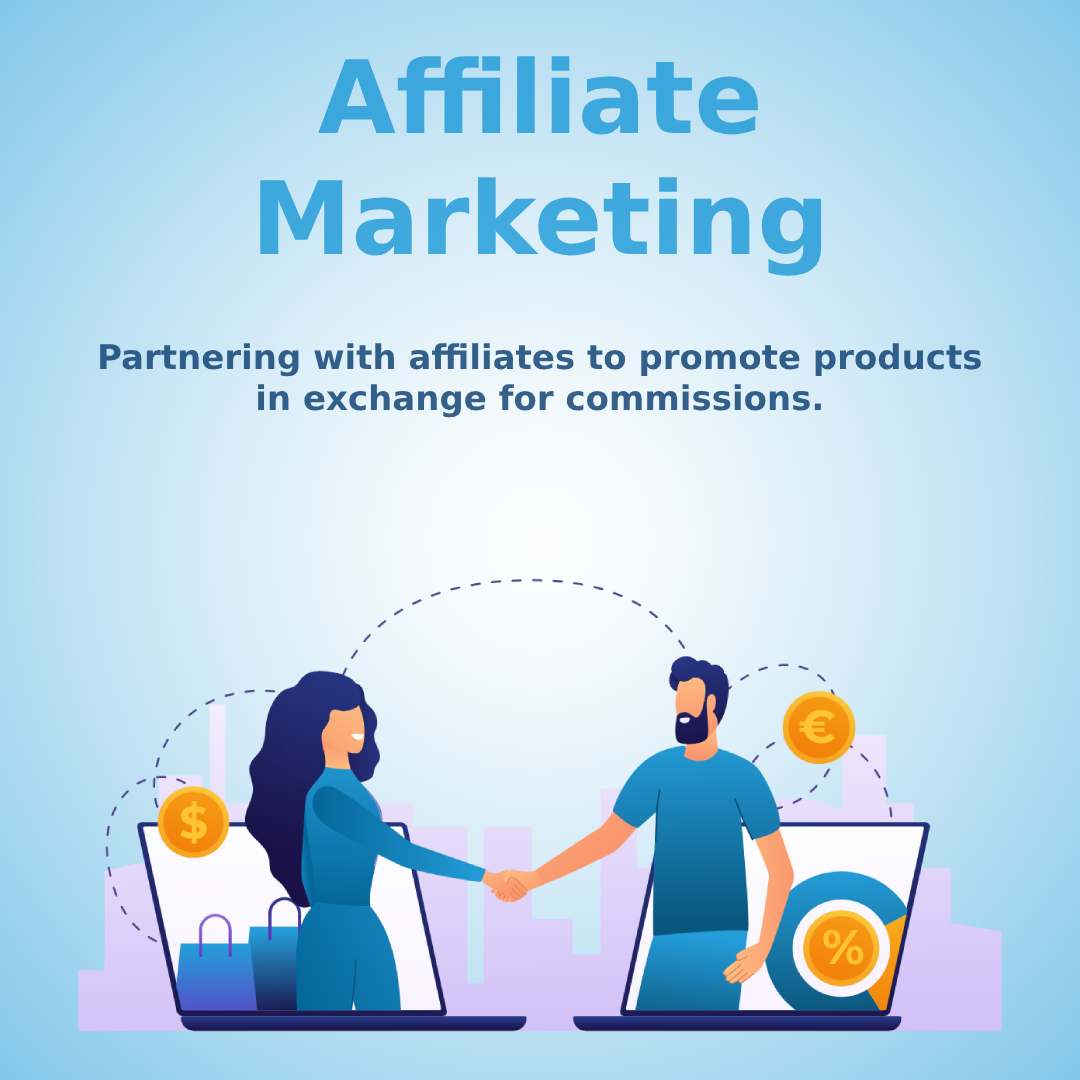 Affiliate
Marketing
Partnering with affiliates to promote products
in exchange for commissions.
€
$
%